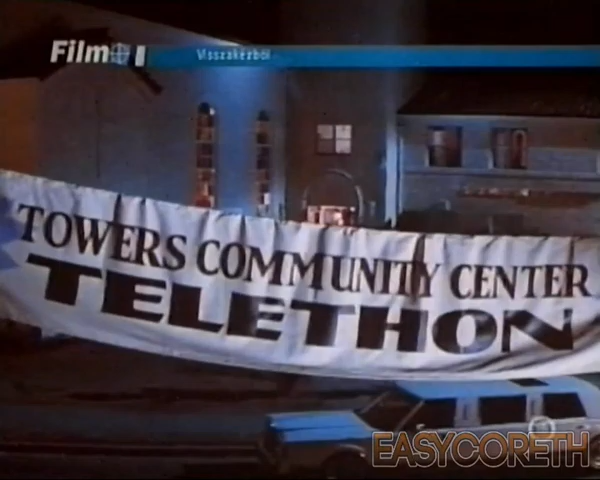 Film+
Visszakézből
TOWERS COMMUNITY CENTER
TELETHON
EASYCORETH